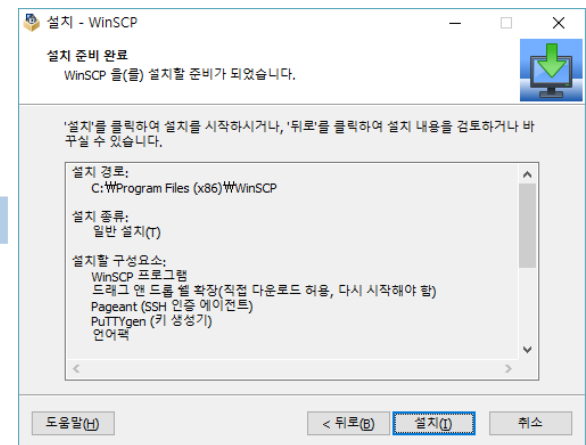 설치 - WinSCP
설치 준비 완료
WinSCP 을(를) 설치할 준비가 되었습니다.
'설치'를 클릭하여 설치를 시작하시거나, '뒤로'를 클릭하여 설치 내용을 검토하거나 바
꾸실 수 있습니다.
설치 경로:
C:₩Program Files (x86)₩WinSCP
설치 종류:
일반 설치(T)
설치할 구성요소:
WinSCP 프로그램
드래그 앤 드롭 쉘 확장(직접 다운로드 허용, 다시 시작해야 함)
Pageant (SSH 인증 에이전트)
PuTTYgen (키 생성기)
언어팩
도움말(H)
< 뒤로(B)
설치(I)
취소